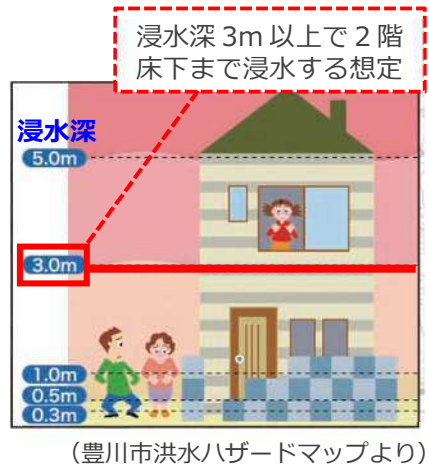 浸水深 3m 以上で 2 階
床下まで浸水する想定
浸水深
5.0m
3.0m
1.0m
0.5m
0.3m
（豊川市洪水ハザードマップより）